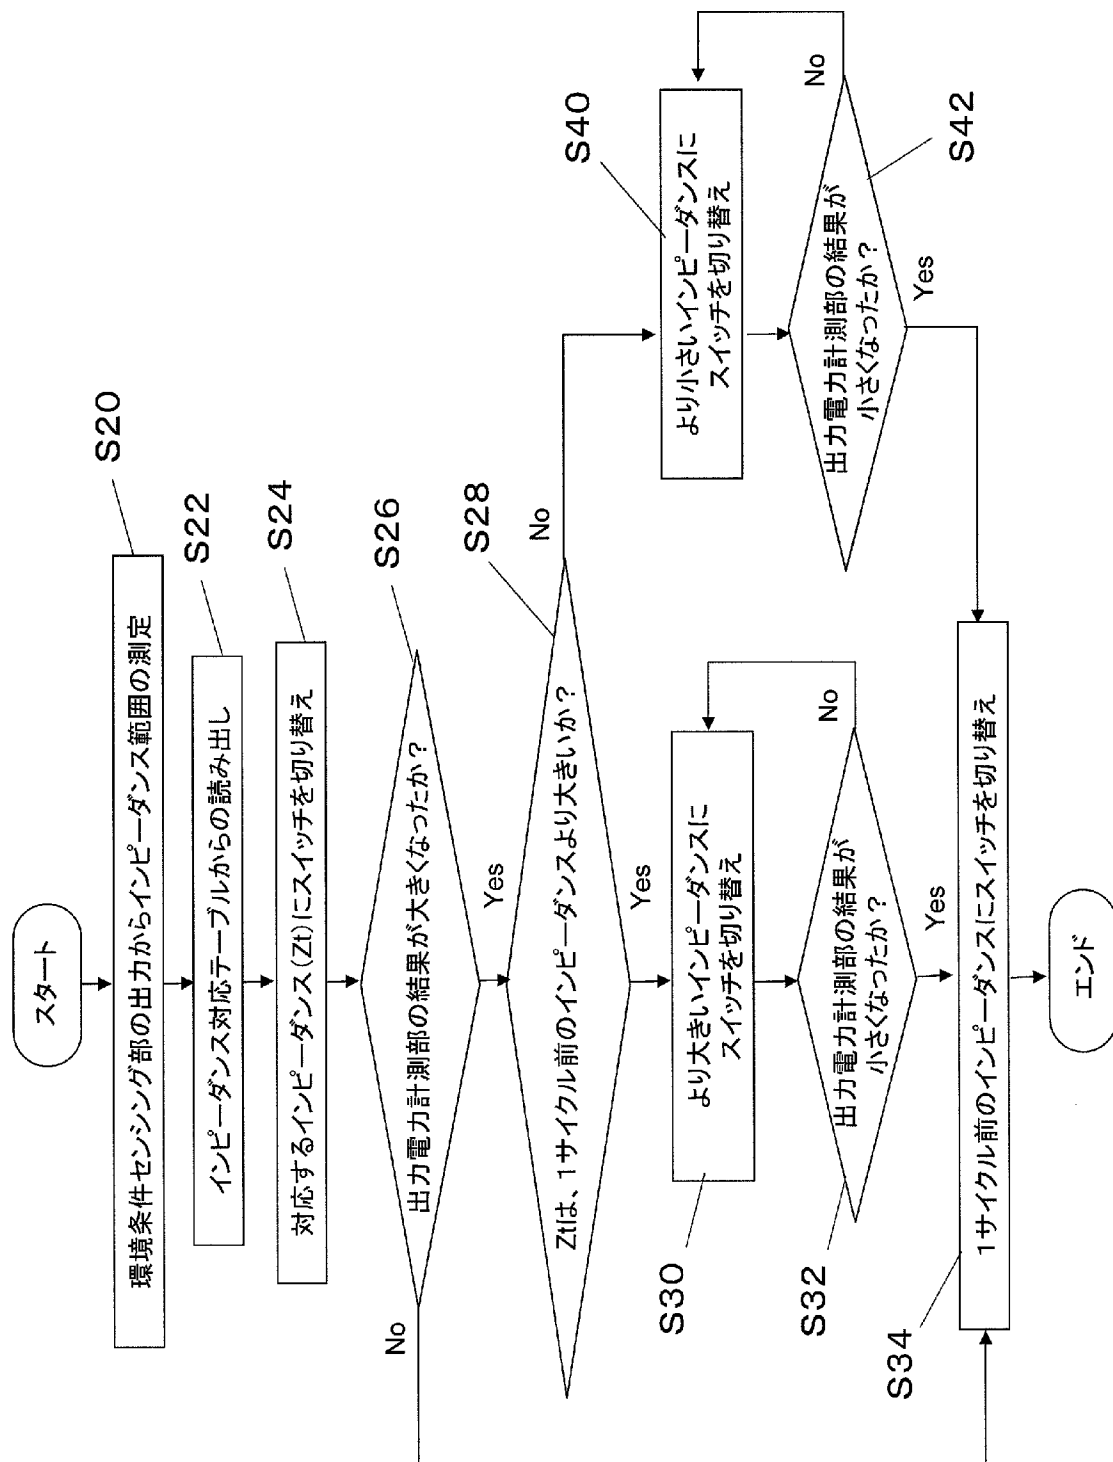 スタート
S20
環境条件センシング部の出力からインピーダンス範囲の測定
S22
インピーダンス対応テーブルからの読み出し
S24
対応するインピーダンス(Zt)にスイッチを切り替え
S26
出力電力計測部の結果が大きくなったか？
No
Yes
S28
Ztは、1サイクル前のインピーダンスより大きいか？
No
Yes
S30
より大きいインピーダンスに
スイッチを切り替え
S40
より小さいインピーダンスに
スイッチを切り替え
S32
出力電力計測部の結果が
小さくなったか？
No
Yes
S42
出力電力計測部の結果が
小さくなったか？
No
Yes
S34
1サイクル前のインピーダンスにスイッチを切り替え
エンド